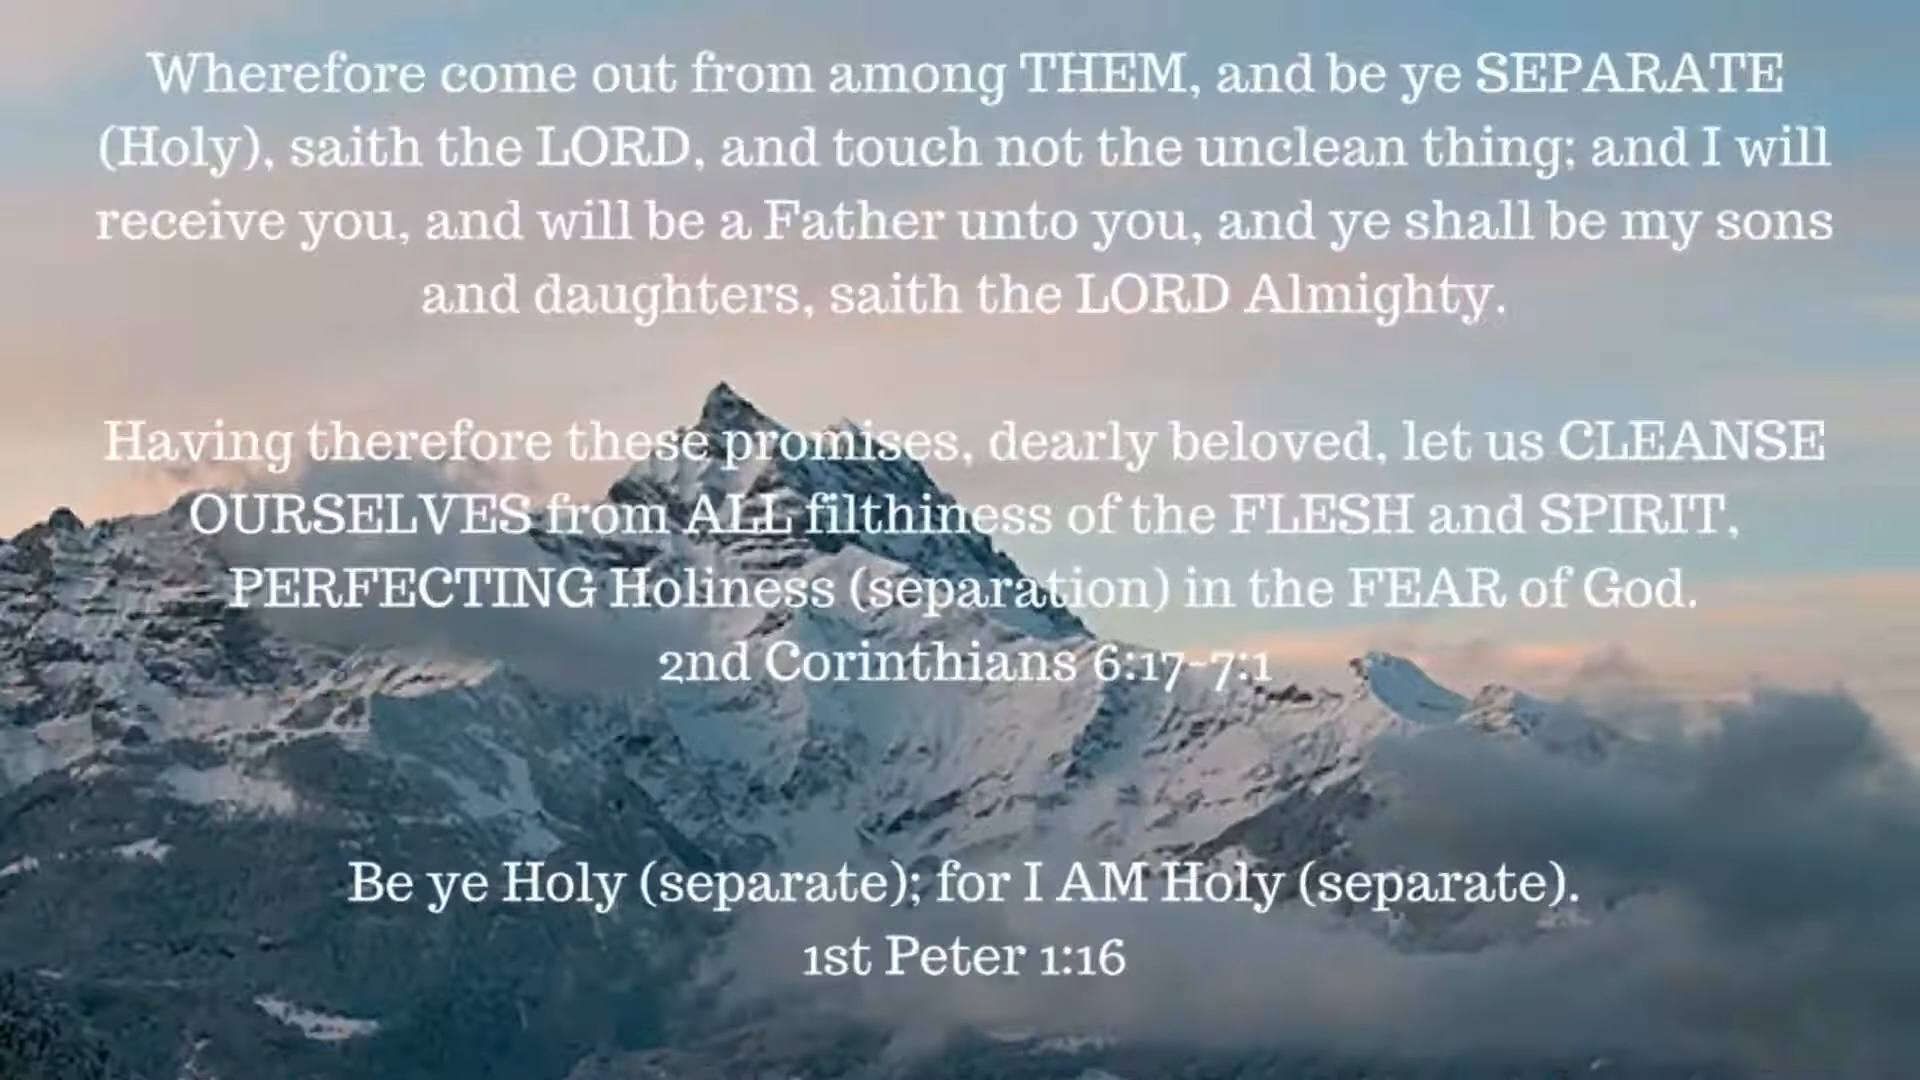 Wherefore come out from among THEM, and be ye SEPARATE
(Holy), saith the LORD, and touch not the unclean thing; and I will
receive you, and will be a Father unto you, and ye shall be my sons
and daughters, saith the LORD Almighty.
Having therefore these promises, dearly beloved, let us CLEANSE
OURSELVES from ALL filthiness of the FLESH and SPIRIT,
PERFECTING Holiness (separation) in the FEAR of God.
2nd Corinthians 6:17-7:1
Be ye Holy (separate); for I AM Holy (separate).
1st Peter 1:16